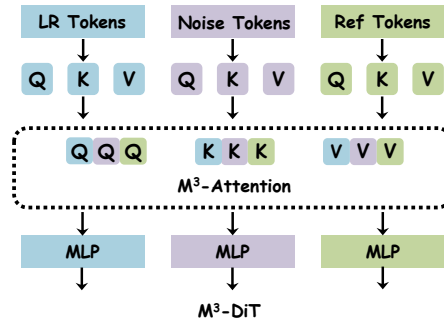 LR Tokens Noise Tokens Ref Tokens
Q K V Q K V Q K V
Q Q Q K K K V V V
M³-Attention
MLP MLP MLP
M³-DiT